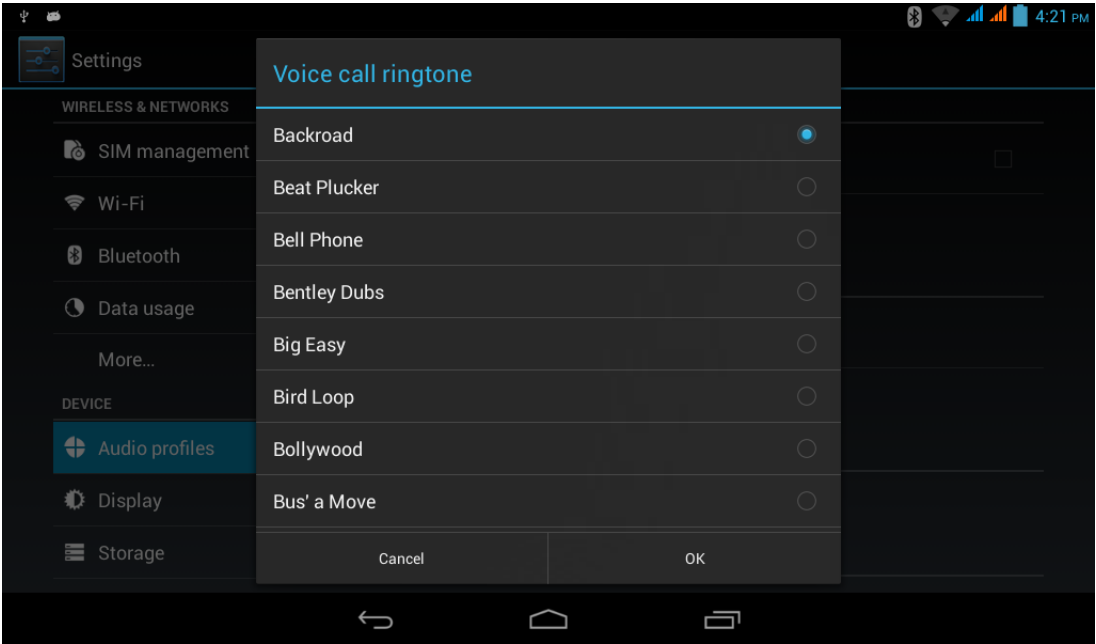 4:21 PM
Settings
WIRELESS & NETWORKS
SIM management
Wi-Fi
Bluetooth
Data usage
More...
DEVICE
Audio profiles
Display
Storage
Voice call ringtone
Backroad
Beat Plucker
Bell Phone
Bentley Dubs
Big Easy
Bird Loop
Bollywood
Bus' a Move
Cancel
OK